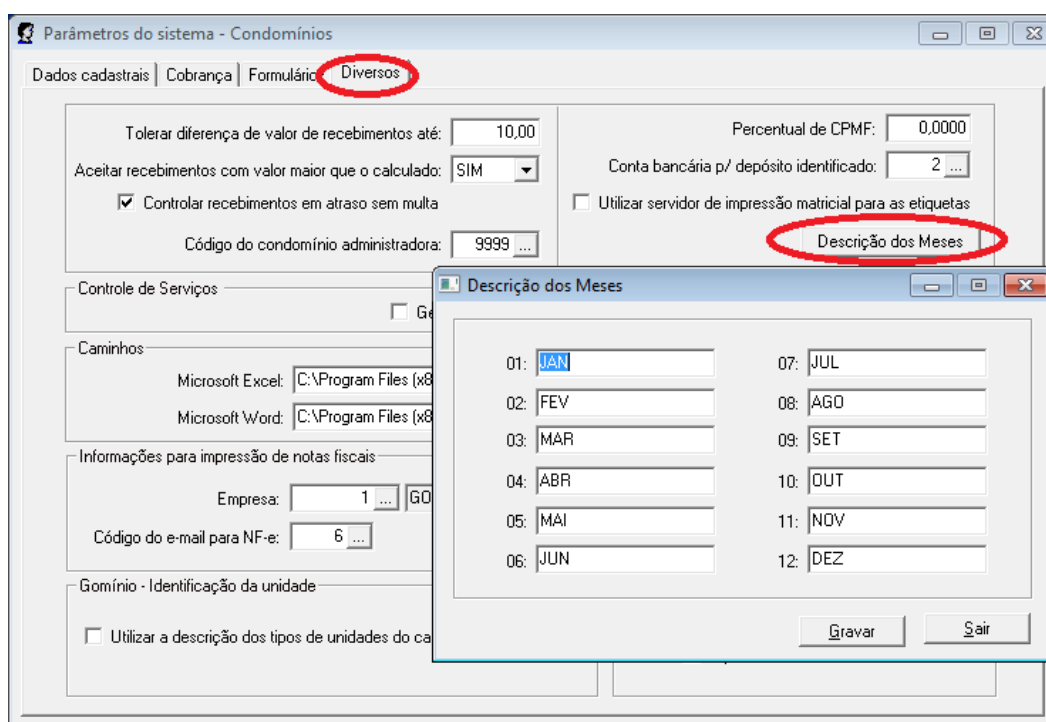 Parâmetros do sistema - Condomínios
Dados cadastrais Cobrança Formulário Diversos
Tolerar diferença de valor de recebimentos até: 10,00
Aceitar recebimentos com valor maior que o calculado: SIM
Controlar recebimentos em atraso sem multa
Código do condomínio administradora: 9999 ...
Percentual de CPMF: 0,0000
Conta bancária p/ depósito identificado: 2 ...
Utilizar servidor de impressão matricial para as etiquetas
Descrição dos Meses
Controle de Serviços
Caminhos
Microsoft Excel: C:\Program Files (x8
Microsoft Word: C:\Program Files (x8
Informações para impressão de notas fiscais
Empresa: 1 ... GO
Código do e-mail para NF-e: 6 ...
Gomínio - Identificação da unidade
Utilizar a descrição dos tipos de unidades do ca
Descrição dos Meses
01: JAN
02: FEV
03: MAR
04: ABR
05: MAI
06: JUN
07: JUL
08: AGO
09: SET
10: OUT
11: NOV
12: DEZ
Gravar Sair